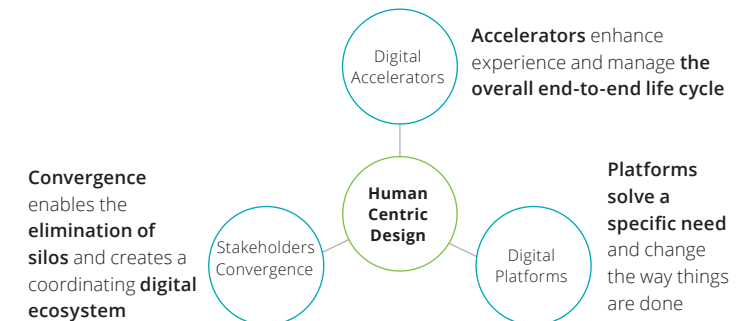 Digital
Accelerators
Accelerators enhance
experience and manage the
overall end-to-end life cycle
Human
Centric
Design
Convergence
enables the
elimination of
silos and creates a
coordinating digital
ecosystem
Stakeholders
Convergence
Digital
Platforms
Platforms
solve a
specific need
and change
the way things
are done